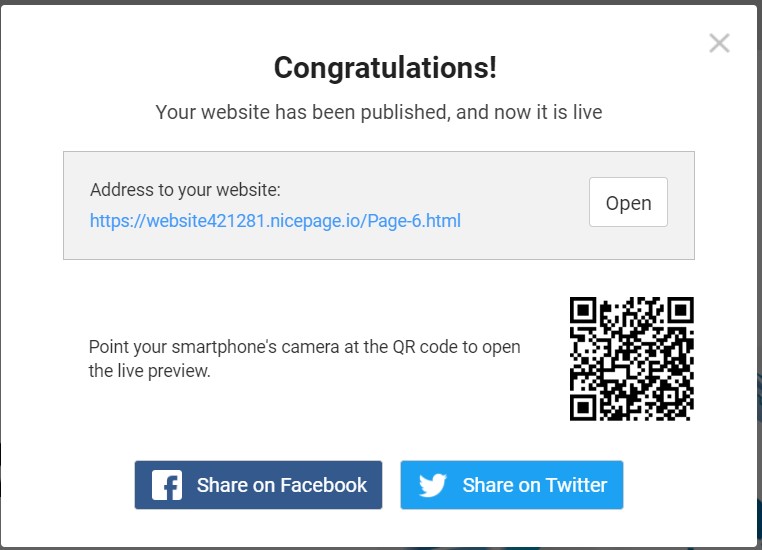 Congratulations!
Your website has been published, and now it is live
Address to your website:
https://website421281.nicepage.io/Page-6.html
Open
Point your smartphone's camera at the QR code to open
the live preview.
Share on Facebook
Share on Twitter